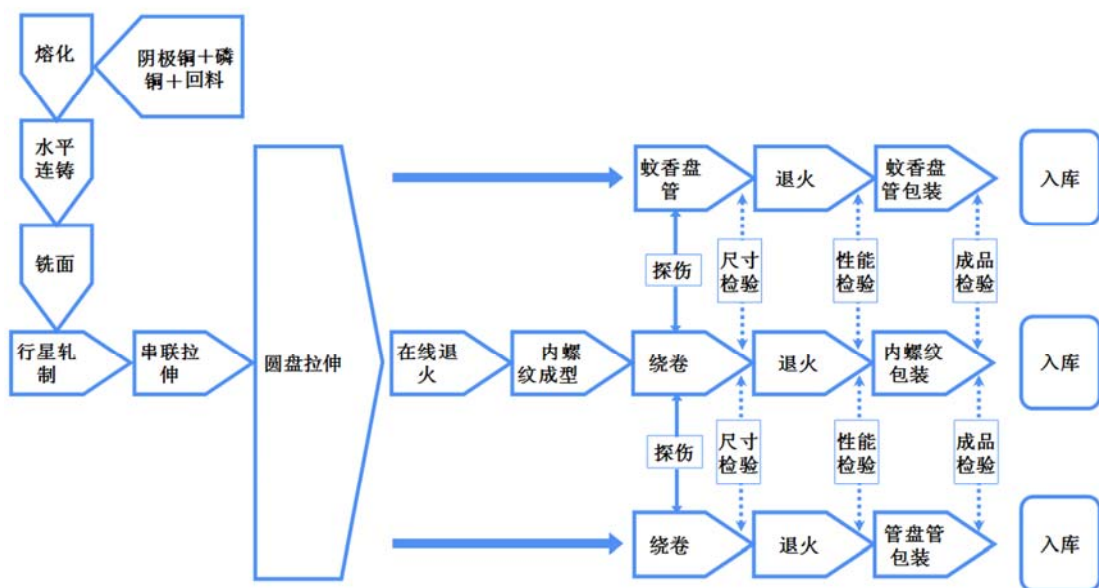 熔化
阴极铜＋磷
铜＋回料
水平
连铸
铣面
行星轧
制
串联拉
伸
圆盘拉伸
蚊香盘
管
退火
蚊香盘
管包装
入库
探伤
尺寸
检验
性能
检验
成品
检验
在线退
火
内螺
纹成型
绕卷
退火
内螺纹
包装
入库
探伤
尺寸
检验
性能
检验
成品
检验
绕卷
退火
管盘管
包装
入库